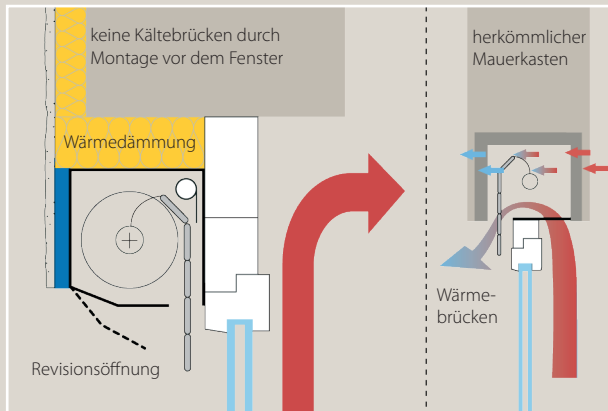 keine Kältebrücken durch
Montage vor dem Fenster
Wärmedämmung
Revisionsöffnung
herkömmlicher
Mauerkasten
Wärme-
brücken